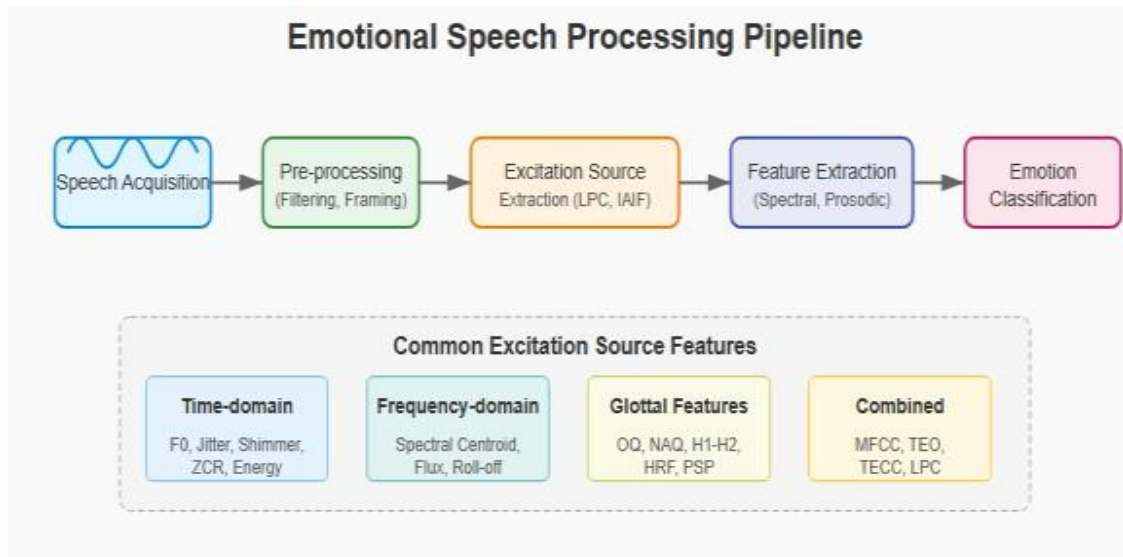 Emotional Speech Processing Pipeline
Speech Acquisition
Pre-processing
(Filtering, Framing)
Excitation Source
Extraction (LPC, IAIF)
Feature Extraction
(Spectral, Prosodic)
Emotion
Classification
Common Excitation Source Features
Time-domain
F0, Jitter, Shimmer,
ZCR, Energy
Frequency-domain
Spectral Centroid,
Flux, Roll-off
Glottal Features
OQ, NAQ, H1-H2,
HRF, PSP
Combined
MFCC, TEO,
TECC, LPC